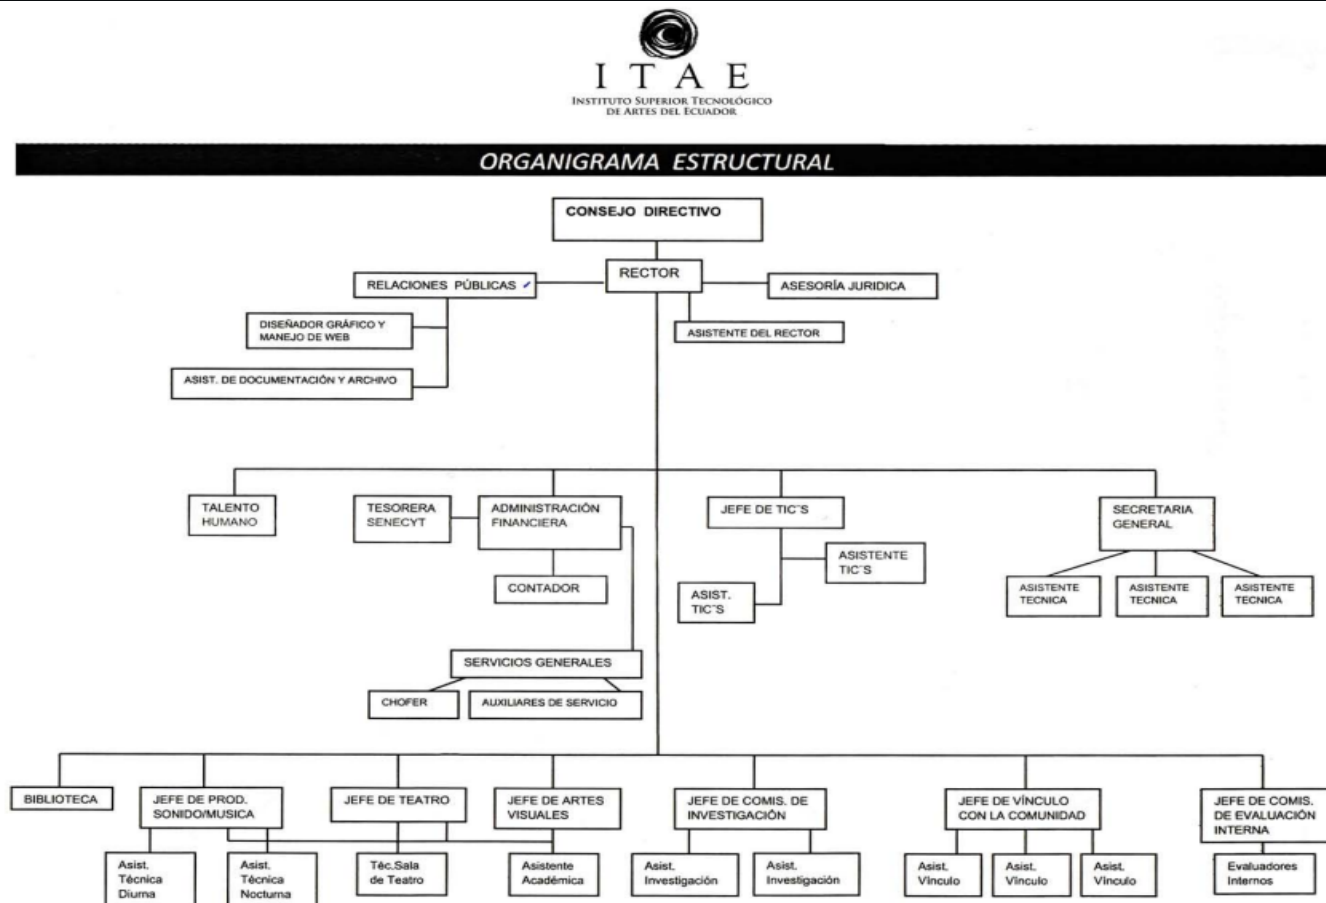 ITAE
INSTITUTO SUPERIOR TECNOLÓGICO
DE ARTES DEL ECUADOR
ORGANIGRAMA ESTRUCTURAL
CONSEJO DIRECTIVO
RECTOR
RELACIONES PÚBLICAS
ASESORÍA JURIDICA
DISEÑADOR GRÁFICO Y
MANEJO DE WEB
ASISTENTE DEL RECTOR
ASIST. DE DOCUMENTACIÓN Y ARCHIVO
TALENTO
HUMANO
TESORERA
SENECYT
ADMINISTRACIÓN
FINANCIERA
JEFE DE TIC¨S
SECRETARIA
GENERAL
ASISTENTE
TIC¨S
CONTADOR
ASIST.
TIC¨S
ASISTENTE
TECNICA
ASISTENTE
TECNICA
ASISTENTE
TECNICA
SERVICIOS GENERALES
CHOFER
AUXILIARES DE SERVICIO
BIBLIOTECA
JEFE DE PROD.
SONIDO/MUSICA
JEFE DE TEATRO
JEFE DE ARTES
VISUALES
JEFE DE COMIS. DE
INVESTIGACIÓN
JEFE DE VÍNCULO
CON LA COMUNIDAD
JEFE DE COMIS.
DE EVALUACIÓN
INTERNA
Asist.
Técnica
Diurna
Asist.
Técnica
Nocturna
Téc.Sala
de Teatro
Asistente
Académica
Asist.
Investigación
Asist.
Investigación
Asist.
Vínculo
Asist.
Vínculo
Asist.
Vínculo
Evaluadores
Internos